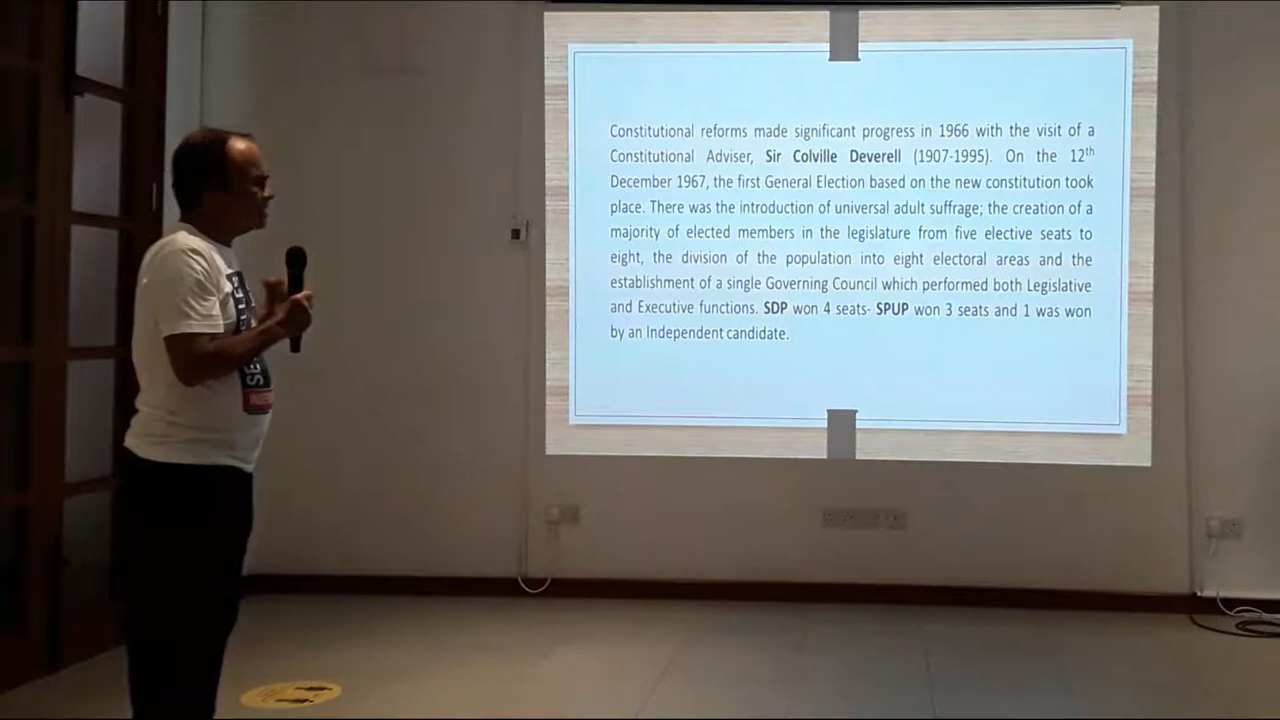 Constitutional reforms made significant progress in 1966 with the visit of a
Constitutional Adviser, Sir Colville Deverell (1907-1995). On the 12th
December 1967, the first General Election based on the new constitution took
place. There was the introduction of universal adult suffrage; the creation of a
majority of elected members in the legislature from five elective seats to
eight, the division of the population into eight electoral areas and the
establishment of a single Governing Council which performed both Legislative
and Executive functions. SDP won 4 seats- SPUP won 3 seats and 1 was won
by an Independent candidate.